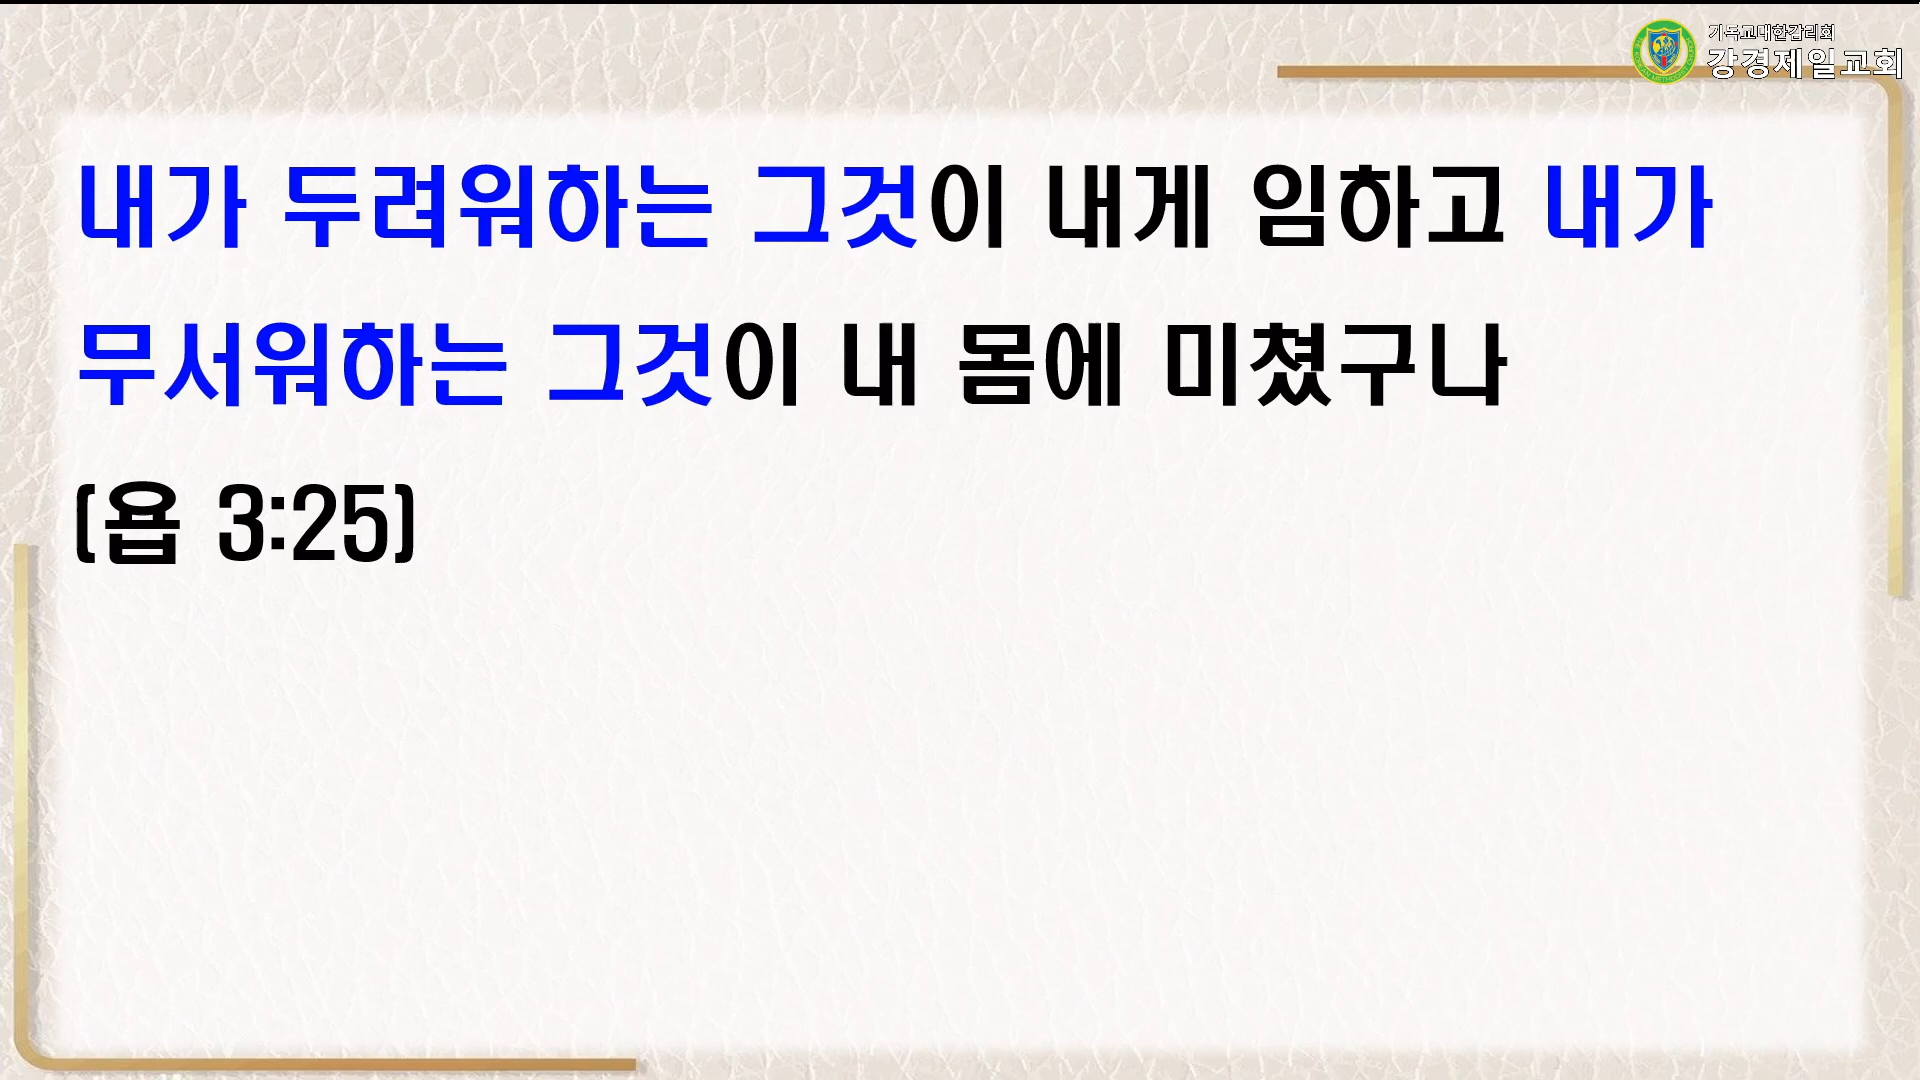 기독교대한감리회
강경제일교회
내가 두려워하는 그것이 내게 임하고 내가
무서워하는 그것이 내 몸에 미쳤구나
(욥 3:25)